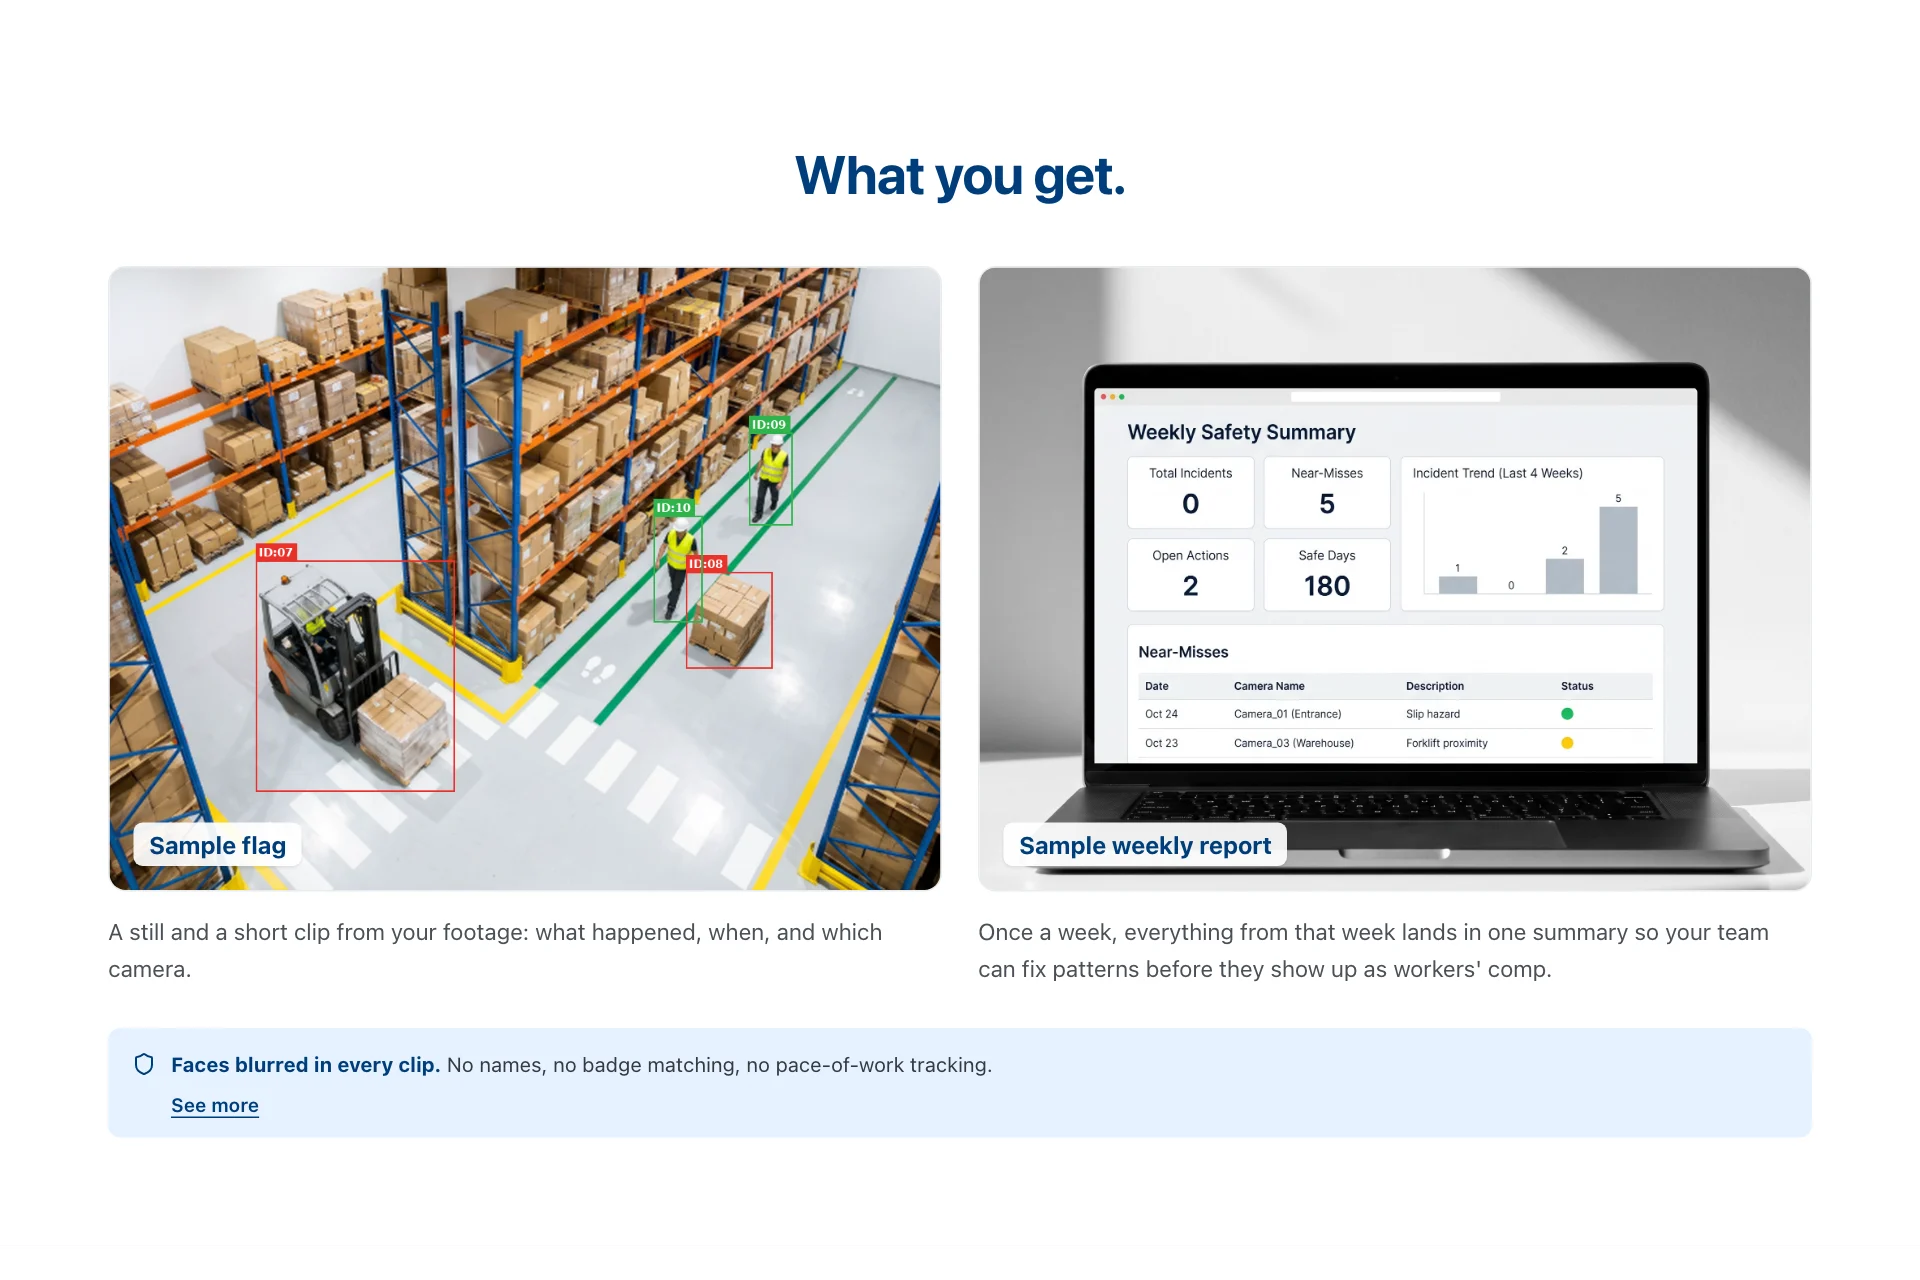 What you get.
ID:09
ID:10
ID:07
ID:08
Sample flag
Weekly Safety Summary
Total Incidents
0
Near-Misses
5
Open Actions
2
Safe Days
180
Incident Trend (Last 4 Weeks)
1
0
2
5
Near-Misses
Date Camera Name Description Status
Oct 24 Camera_01 (Entrance) Slip hazard
Oct 23 Camera_03 (Warehouse) Forklift proximity
Sample weekly report
A still and a short clip from your footage: what happened, when, and which
camera.
Once a week, everything from that week lands in one summary so your team
can fix patterns before they show up as workers' comp.
Faces blurred in every clip. No names, no badge matching, no pace-of-work tracking.
See more